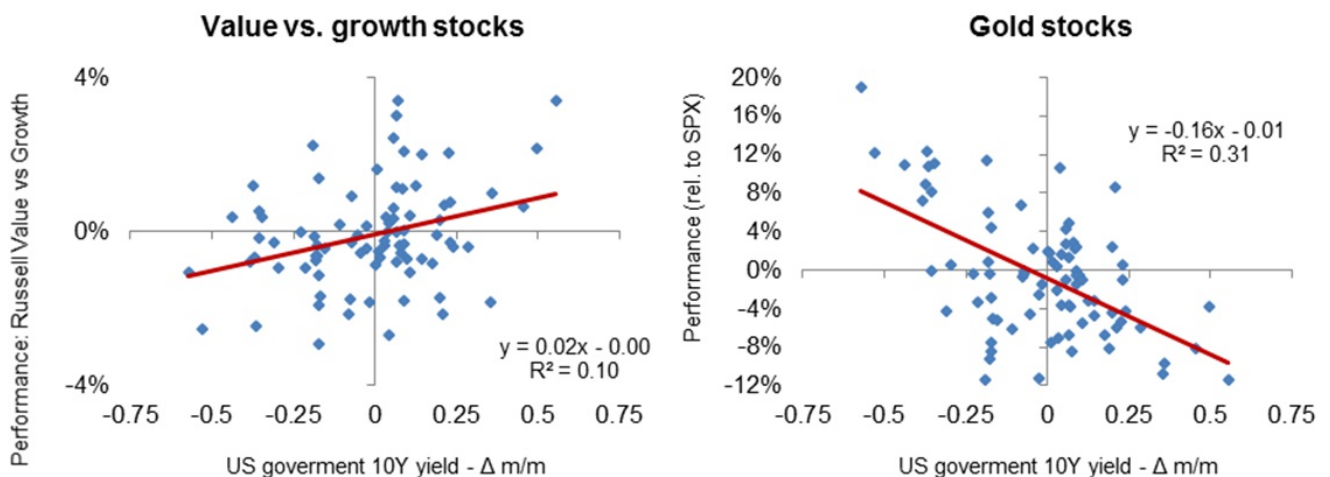 Value vs. growth stocks
Performance: Russell Value vs Growth
4%
0%
-4%
y = 0.02x - 0.00
R² = 0.10
-0.75 -0.5 -0.25 0 0.25 0.5 0.75
US goverment 10Y yield - Δ m/m
Gold stocks
Performance (rel. to SPX)
20%
16%
12%
8%
4%
0%
-4%
-8%
-12%
y = -0.16x - 0.01
R² = 0.31
-0.75 -0.5 -0.25 0 0.25 0.5 0.75
US goverment 10Y yield - Δ m/m